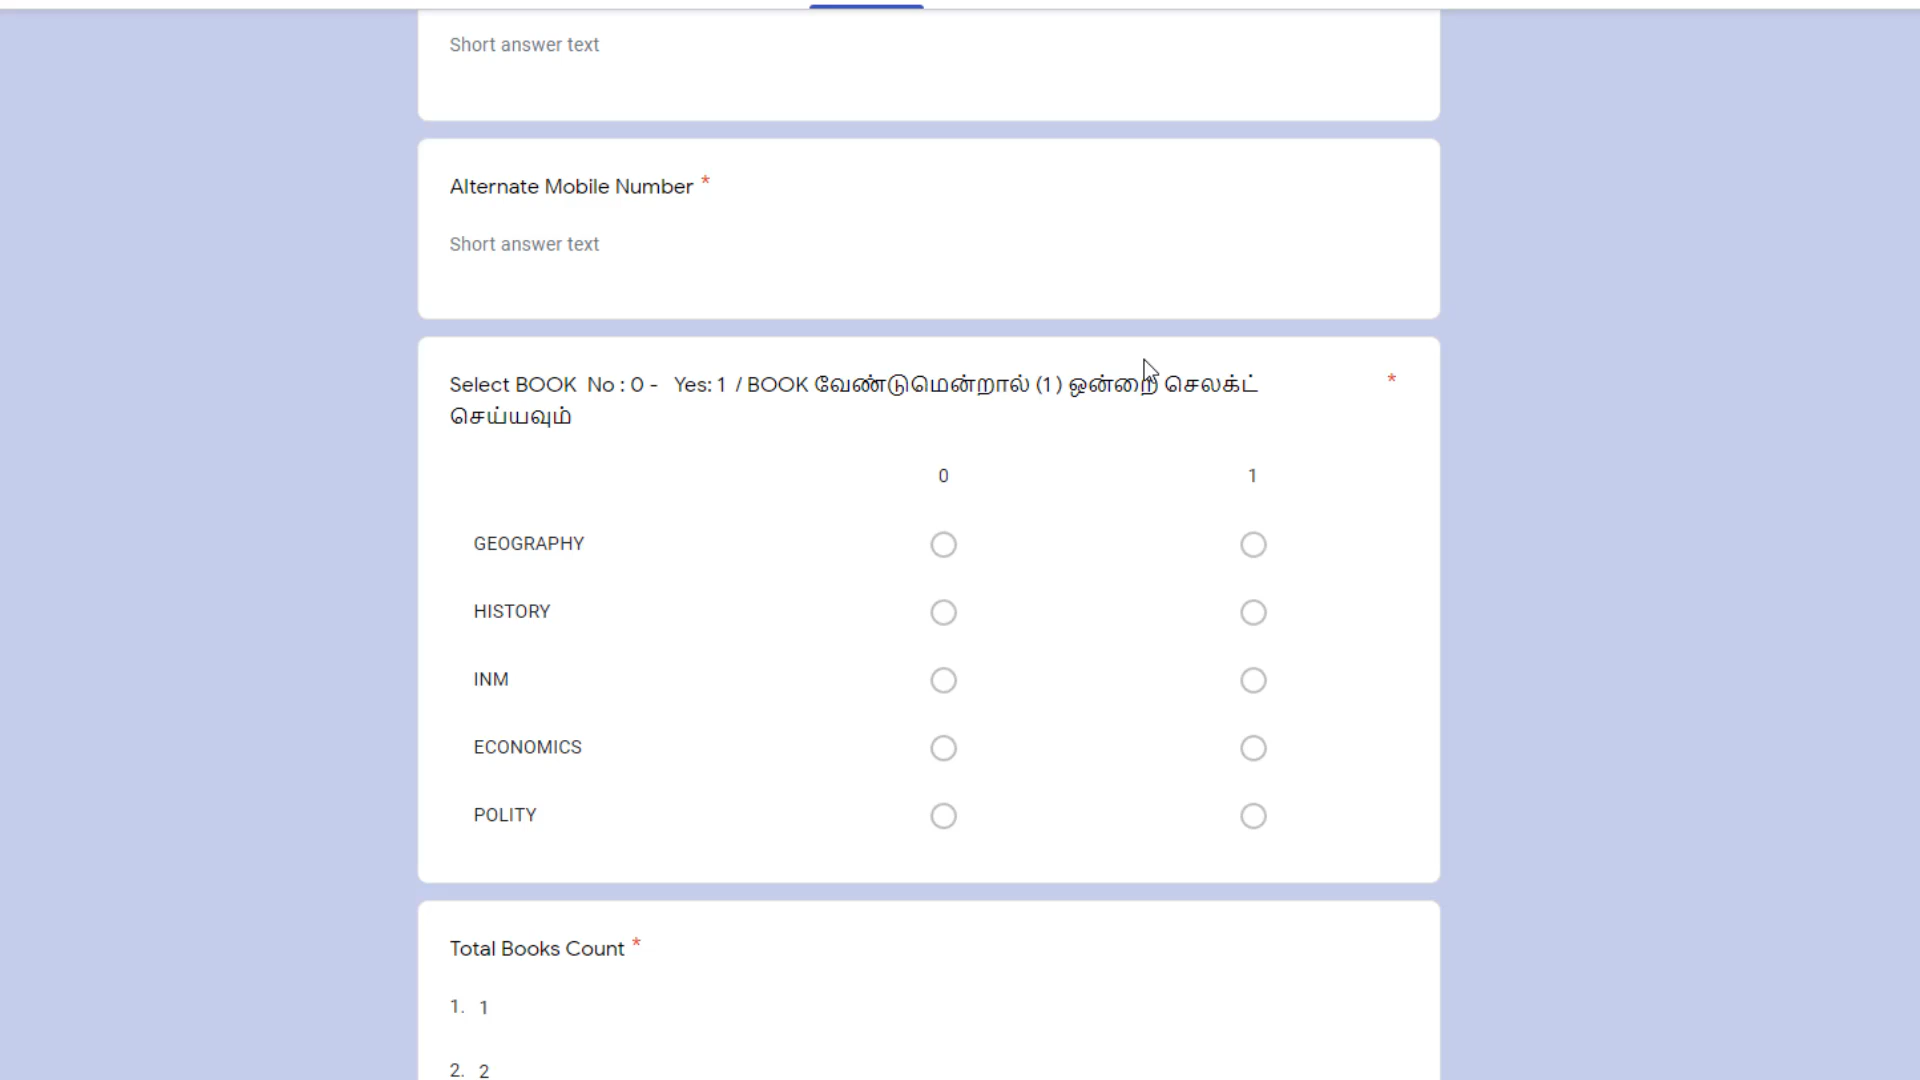 Short answer text
Alternate Mobile Number *
Short answer text
Select BOOK No : 0 - Yes: 1 / BOOK வேண்டுமென்றால் (1) ஒன்றை செலக்ட் *
செய்யவும்
0 1
GEOGRAPHY
HISTORY
INM
ECONOMICS
POLITY
Total Books Count *
1. 1
2. 2